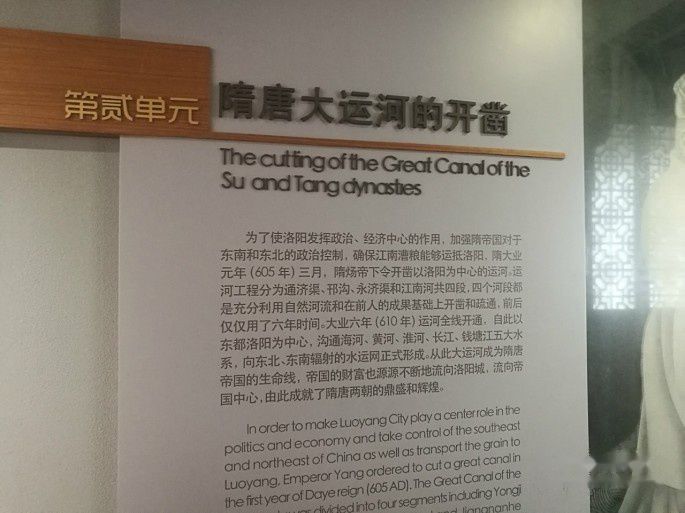 第贰单元
隋唐大运河的开凿
The cutting of the Great Canal of the
Su and Tang dynasties
为了使洛阳发挥政治、经济中心的作用，加强隋帝国对于
东南和东北的政治控制，确保江南漕粮能够运抵洛阳，隋大业
元年（605年）三月，隋炀帝下令开凿以洛阳为中心的运河。运
河工程分为通济渠、邗沟、永济渠和江南河共四段，四个河段都
是充分利用自然河流和在前人的成果基础上开凿和疏通，前后
仅仅用了六年时间。大业六年（610年）运河全线开通，自此以
东都洛阳为中心，沟通海河、黄河、淮河、长江、钱塘江五大水
系，向东北、东南辐射的水运网正式形成。从此大运河成为隋唐
帝国的生命线，帝国的财富也源源不断地流向洛阳城，流向帝
国中心，由此成就了隋唐两朝的鼎盛和辉煌。
In order to make Luoyang City play a center role in the
politics and economy and take control of the southeast
and northeast of China as well as transport the grain to
Luoyang, Emperor Yang ordered to cut a great canal in
the first year of Daye reign (605 AD). The Great Canal of the
was divided into four segments including Yongji
Jiangnanhe